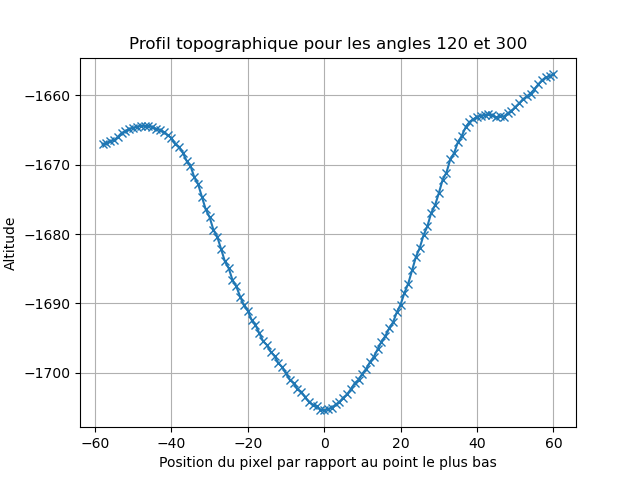 Profil topographique pour les angles 120 et 300
−1660
−1670
−1680
−1690
−1700
Altitude
−60 −40 −20 0 20 40 60
Position du pixel par rapport au point le plus bas